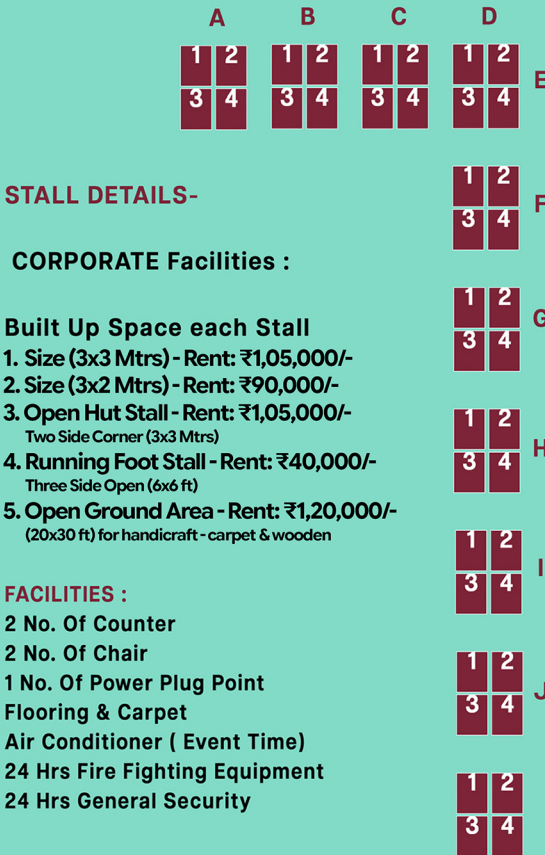 A B C D
1 2 1 2 1 2 1 2
E
3 4 3 4 3 4 3 4
1 2
STALL DETAILS-
F
3 4
CORPORATE Facilities :
1 2
G
Built Up Space each Stall
3 4
1. Size (3x3 Mtrs) - Rent: ₹1,05,000/-
2. Size (3x2 Mtrs) - Rent: ₹90,000/-
3. Open Hut Stall - Rent: ₹1,05,000/-
Two Side Corner (3x3 Mtrs)
1 2
H
4. Running Foot Stall - Rent: ₹40,000/-
3 4
Three Side Open (6x6 ft)
5. Open Ground Area - Rent: ₹1,20,000/-
(20x30 ft) for handicraft - carpet & wooden
1 2
I
3 4
FACILITIES :
2 No. Of Counter
2 No. Of Chair
1 2
1 No. Of Power Plug Point
J
3 4
Flooring & Carpet
Air Conditioner ( Event Time)
24 Hrs Fire Fighting Equipment
1 2
24 Hrs General Security
3 4